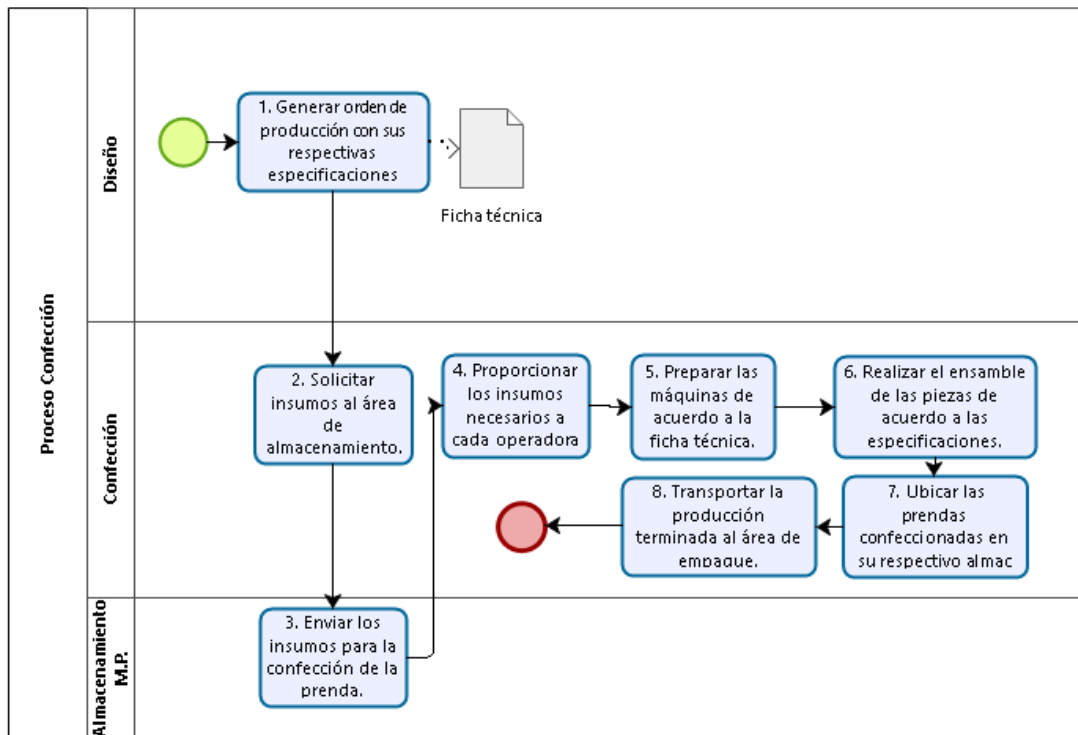 Proceso Confección
Diseño
1. Generar orden de
producción con sus
respectivas
especificaciones
Ficha técnica
Confección
2. Solicitar
insumos al área
de
almacenamiento.
4. Proporcionar
los insumos
necesarios a
cada operadora
5. Preparar las
máquinas de
acuerdo a la
ficha técnica.
6. Realizar el ensamble
de las piezas de
acuerdo a las
especificaciones.
8. Transportar la
producción
terminada al área de
empaque.
7. Ubicar las
prendas
confeccionadas en
su respectivo almac
Almacenamiento
M.P.
3. Enviar los
insumos para la
confección de la
prenda.